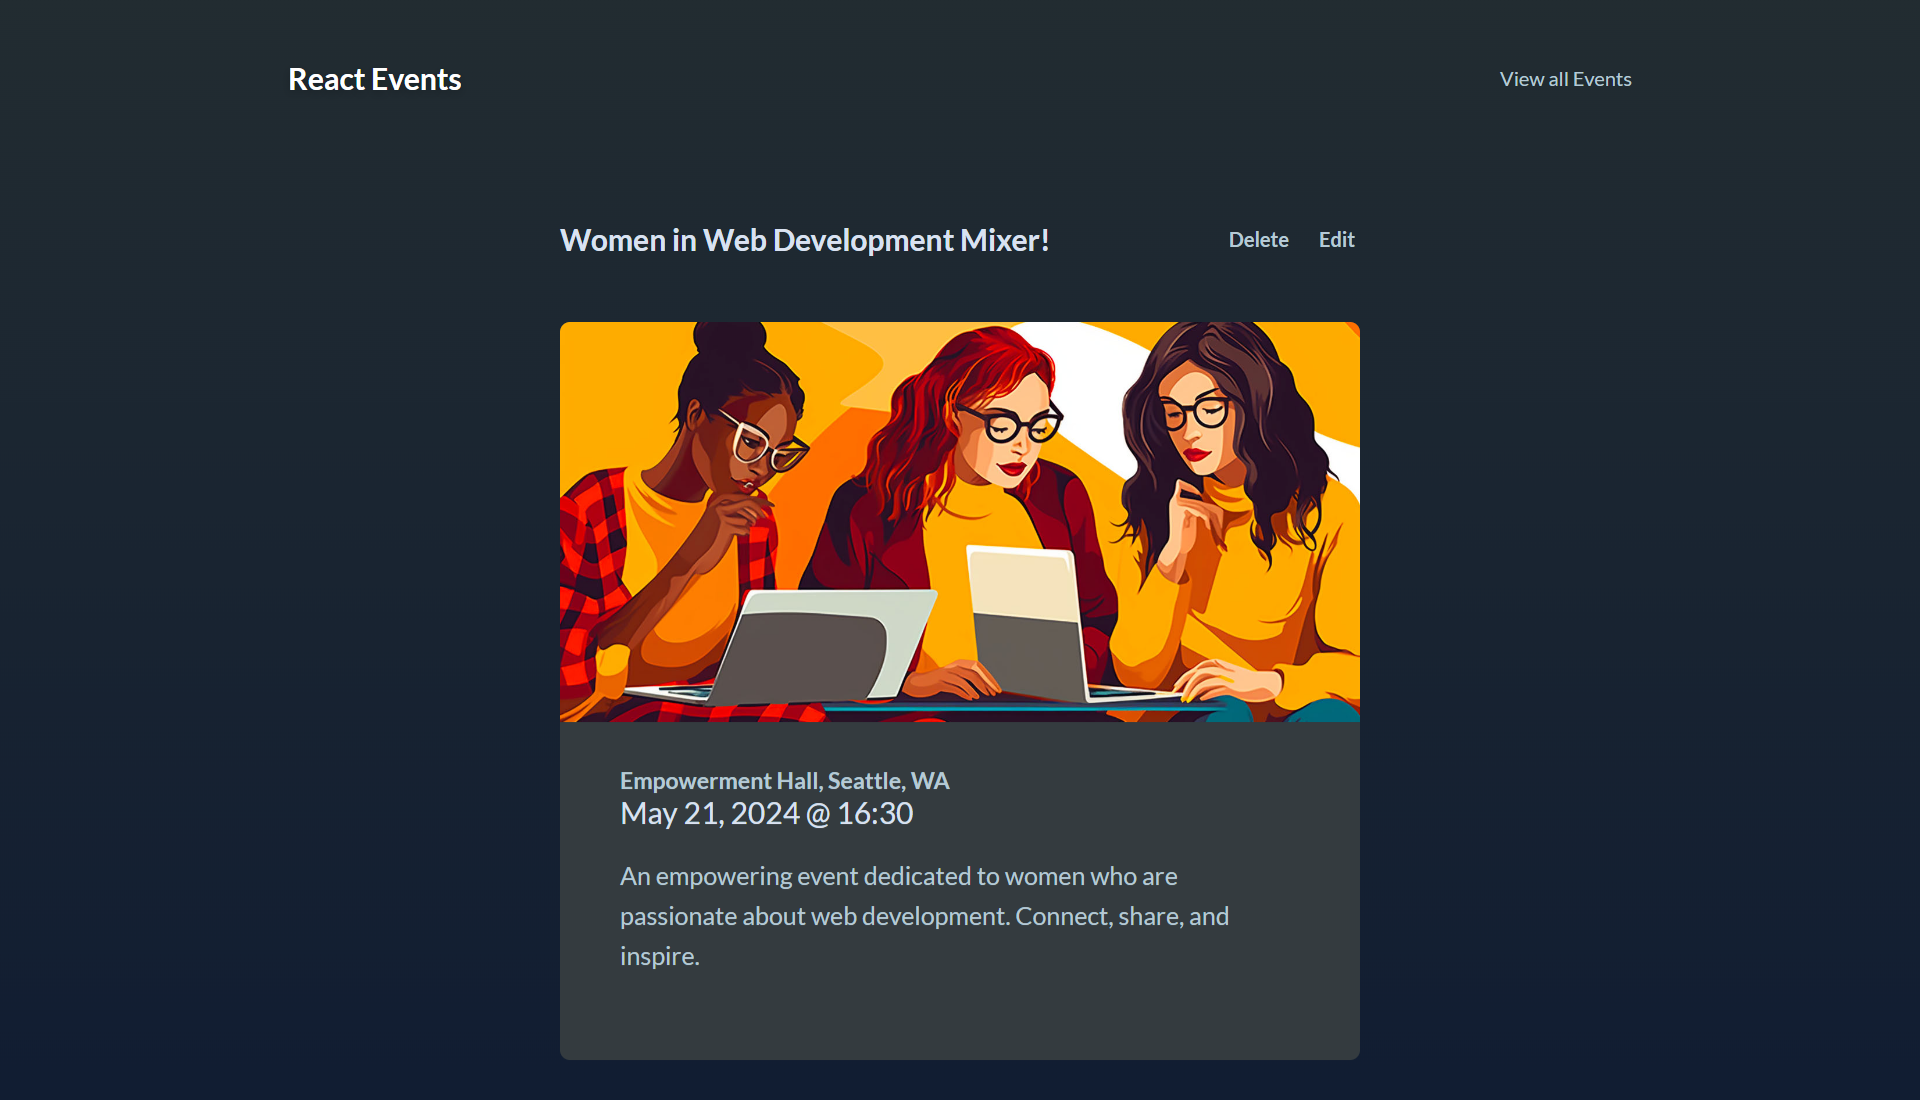 React Events
View all Events
Women in Web Development Mixer!
Delete
Edit
Empowerment Hall, Seattle, WA
May 21, 2024 @ 16:30
An empowering event dedicated to women who are
passionate about web development. Connect, share, and
inspire.